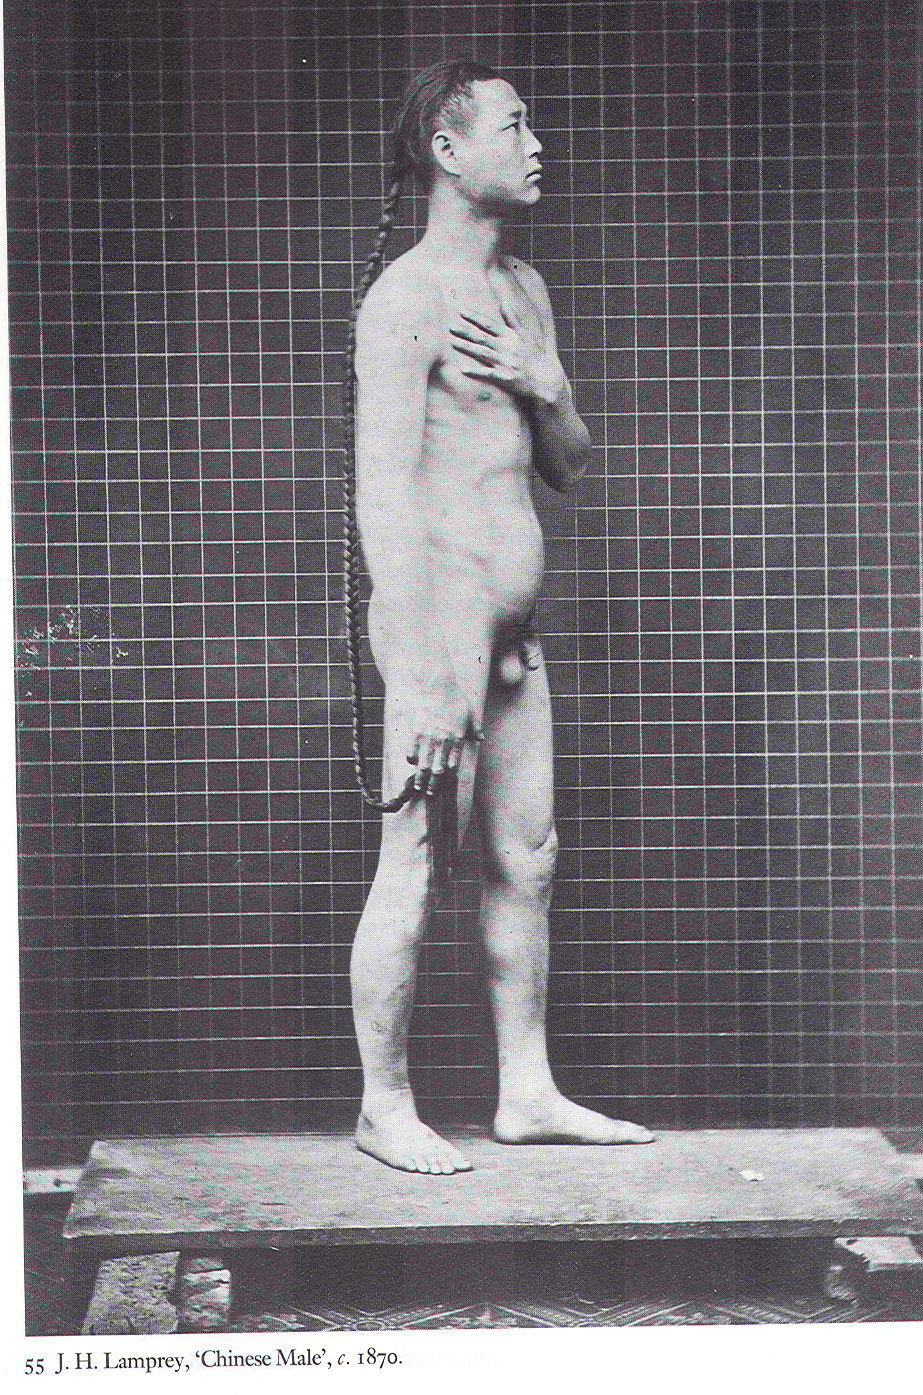 55 J. H. Lamprey, ‘Chinese Male’, c. 1870.